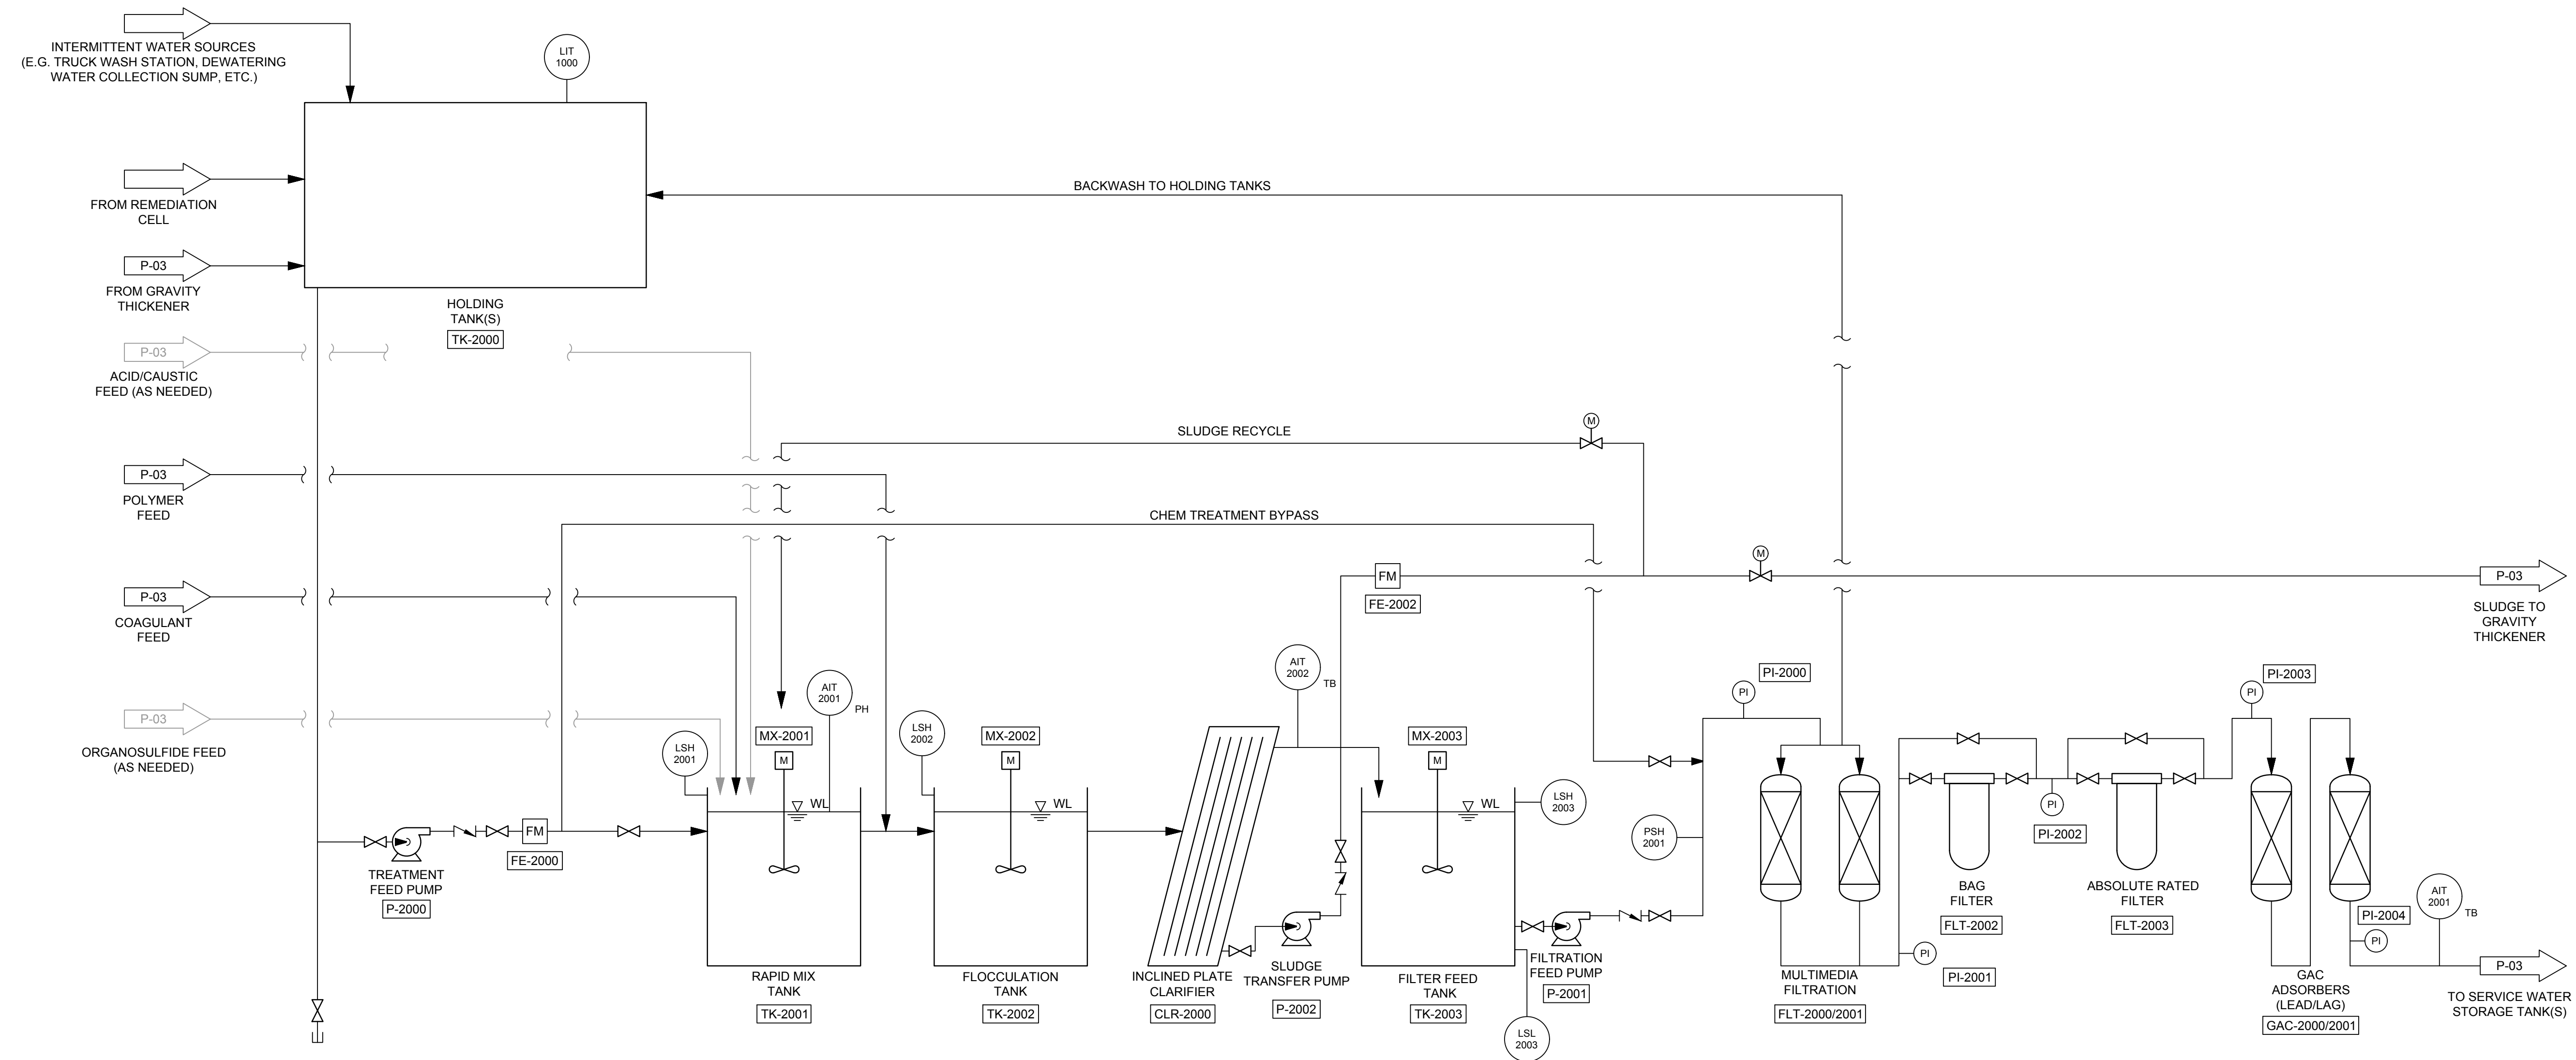 INTERMITTENT WATER SOURCES
(E.G. TRUCK WASH STATION, DEWATERING
WATER COLLECTION SUMP, ETC.)
LIT
1000
FROM REMEDIATION
CELL
BACKWASH TO HOLDING TANKS
P-03
FROM GRAVITY
THICKENER
HOLDING
TANK(S)
TK-2000
P-03
ACID/CAUSTIC
FEED (AS NEEDED)
M
SLUDGE RECYCLE
P-03
POLYMER
FEED
CHEM TREATMENT BYPASS
M
FM
FE-2002
P-03
SLUDGE TO
GRAVITY
THICKENER
P-03
COAGULANT
FEED
P-03
ORGANOSULFIDE FEED
(AS NEEDED)
TREATMENT
FEED PUMP
P-2000
FM
FE-2000
LSH
2001
MX-2001
M
AIT
2001
PH
WL
RAPID MIX
TANK
TK-2001
LSH
2002
MX-2002
M
WL
FLOCCULATION
TANK
TK-2002
INCLINED PLATE
CLARIFIER
CLR-2000
AIT
2002
TB
SLUDGE
TRANSFER PUMP
P-2002
MX-2003
M
WL
LSH
2003
FILTER FEED
TANK
TK-2003
LSL
2003
FILTRATION
FEED PUMP
P-2001
PSH
2001
PI
PI-2000
MULTIMEDIA
FILTRATION
FLT-2000/2001
PI
PI-2001
BAG
FILTER
FLT-2002
PI
PI-2002
ABSOLUTE RATED
FILTER
FLT-2003
PI
PI-2003
GAC
ADSORBERS
(LEAD/LAG)
GAC-2000/2001
PI-2004
PI
AIT
2001
TB
P-03
TO SERVICE WATER
STORAGE TANK(S)